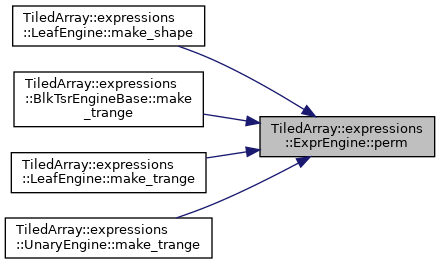 TiledArray::expressions
::LeafEngine::make_shape
TiledArray::expressions
::BlkTsrEngineBase::make
_trange
TiledArray::expressions
::ExprEngine::perm
TiledArray::expressions
::LeafEngine::make_trange
TiledArray::expressions
::UnaryEngine::make_trange